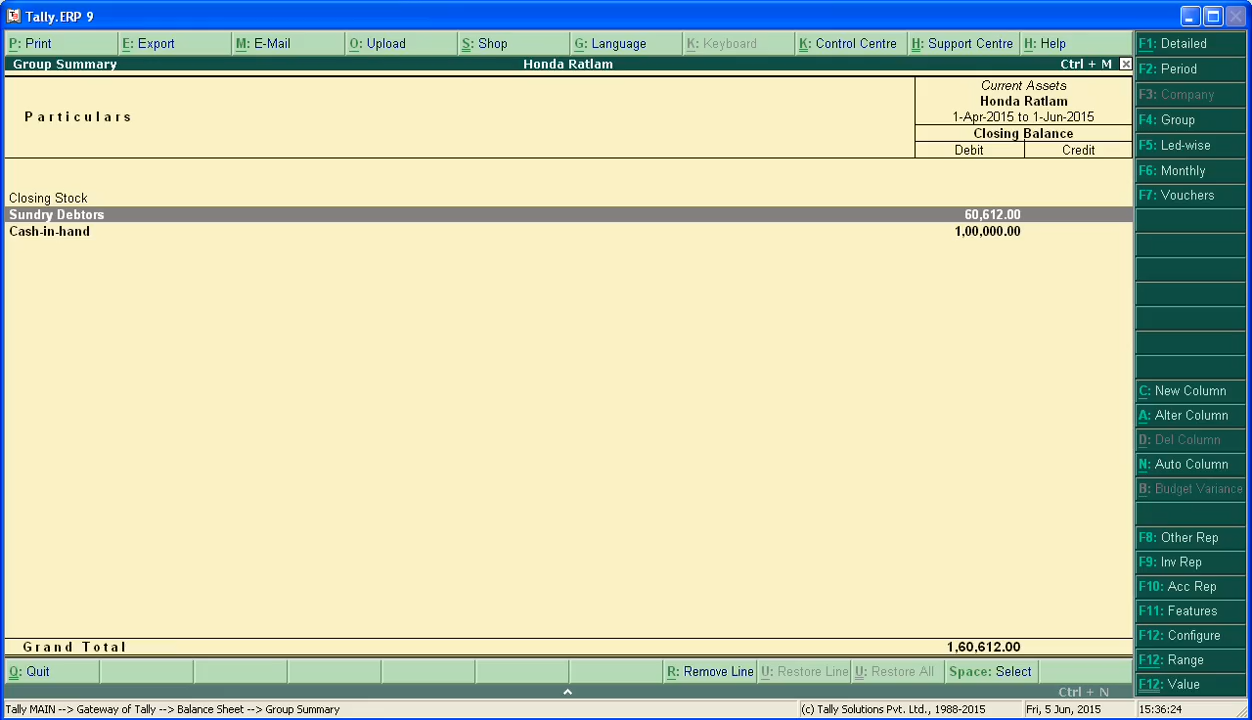 Tally.ERP 9
P: Print E: Export M: E-Mail O: Upload S: Shop G: Language K: Keyboard K: Control Centre H: Support Centre H: Help
Group Summary Honda Ratlam Ctrl + M
Particulars
Current Assets
Honda Ratlam
1-Apr-2015 to 1-Jun-2015
Closing Balance
Debit Credit
Closing Stock
Sundry Debtors 60,612.00
Cash-in-hand 1,00,000.00
Grand Total 1,60,612.00
Q: Quit R: Remove Line U: Restore Line U: Restore All Space: Select
Ctrl + N
F1: Detailed
F2: Period
F3: Company
F4: Group
F5: Led-wise
F6: Monthly
F7: Vouchers
C: New Column
A: Alter Column
D: Del Column
N: Auto Column
B: Budget Variance
F8: Other Rep
F9: Inv Rep
F10: Acc Rep
F11: Features
F12: Configure
F12: Range
F12: Value
Tally MAIN --> Gateway of Tally --> Balance Sheet --> Group Summary (c) Tally Solutions Pvt. Ltd., 1988-2015 Fri, 5 Jun, 2015 15:36:24